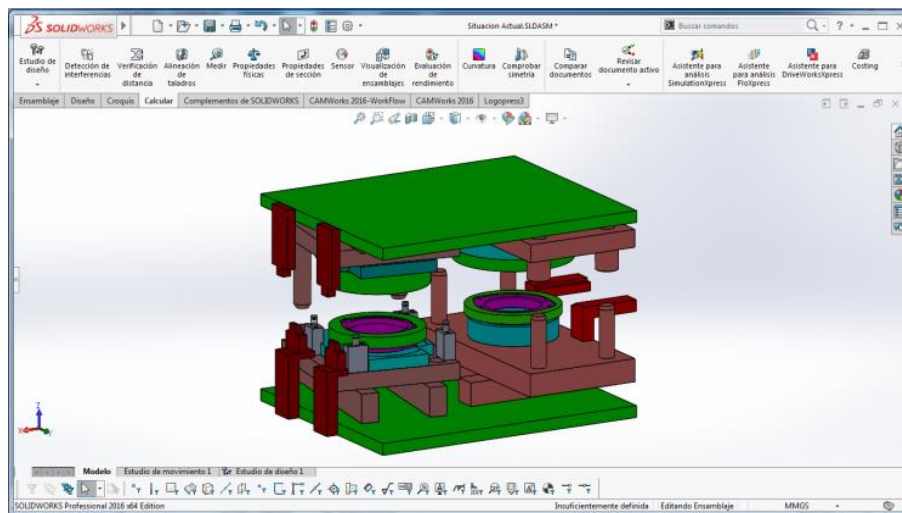 SOLIDWORKS
Situacion Actual.SLDASM *
Buscar comandos
Estudio de diseño
Detección de interferencias
Verificación de distancia
Alineación de taladros
Medir
Propiedades físicas
Propiedades de sección
Sensor
Visualización de ensamblajes
Evaluación de rendimiento
Curvatura
Comprobar simetría
Comparar documentos
Revisar documento activo
Asistente para análisis SimulationXpress
Asistente para análisis FloXpress
Asistente para DriveWorksXpress
Costing
Ensamblaje Diseño Croquis Calcular Complementos de SOLIDWORKS CAMWorks 2016-WorkFlow CAMWorks 2016 Logopress3
Z
X Y
Modelo Estudio de movimiento 1 Estudio de diseño 1
SOLIDWORKS Professional 2016 x64 Edition Insuficientemente definida Editando Ensamblaje MMGS